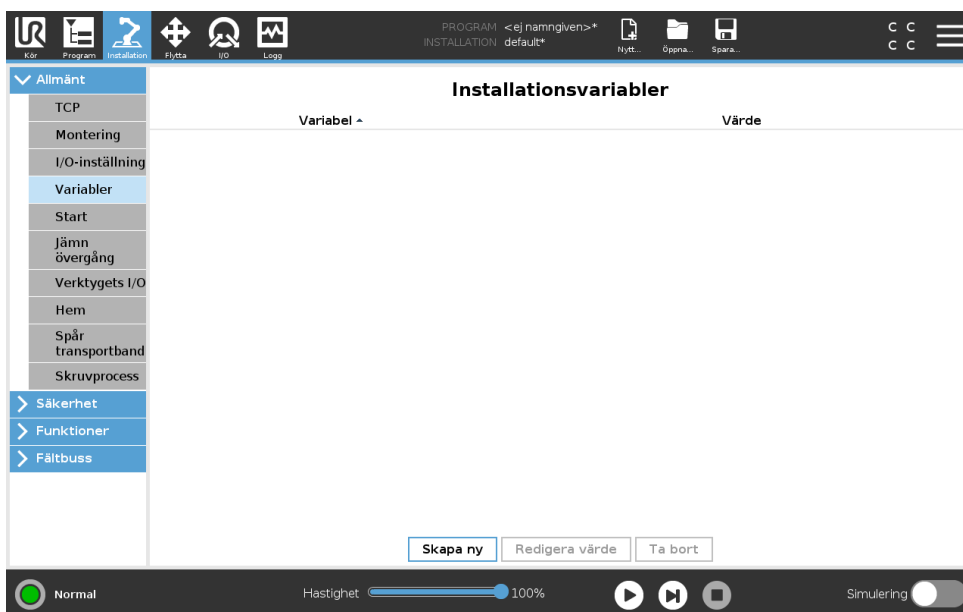 PROGRAM <ej namngiven>*
INSTALLATION default*
C C
C C
Kör Program Installation Flytta I/O Logg Nytt... Öppna... Spara...
Allmänt
TCP
Montering
I/O-inställning
Variabler
Start
Jämn
övergång
Verktygets I/O
Hem
Spår
transportband
Skruvprocess
Säkerhet
Funktioner
Fältbuss
Installationsvariabler
Variabel Värde
Skapa ny Redigera värde Ta bort
Normal Hastighet 100% Simulering